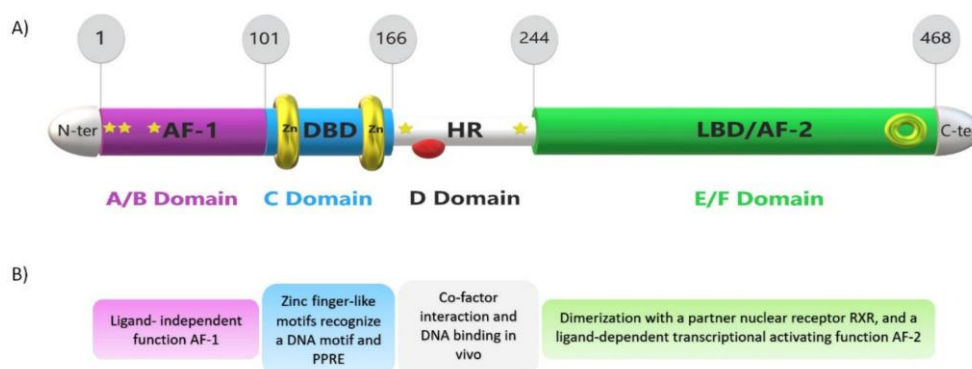 A)
1
101
166
244
468
N-ter
AF-1
Zn
DBD
Zn
HR
LBD/AF-2
C-te
A/B Domain
C Domain
D Domain
E/F Domain
B)
Ligand- independent
function AF-1
Zinc finger-like
motifs recognize
a DNA motif and
PPRE
Co-factor
interaction and
DNA binding in
vivo
Dimerization with a partner nuclear receptor RXR, and a
ligand-dependent transcriptional activating function AF-2